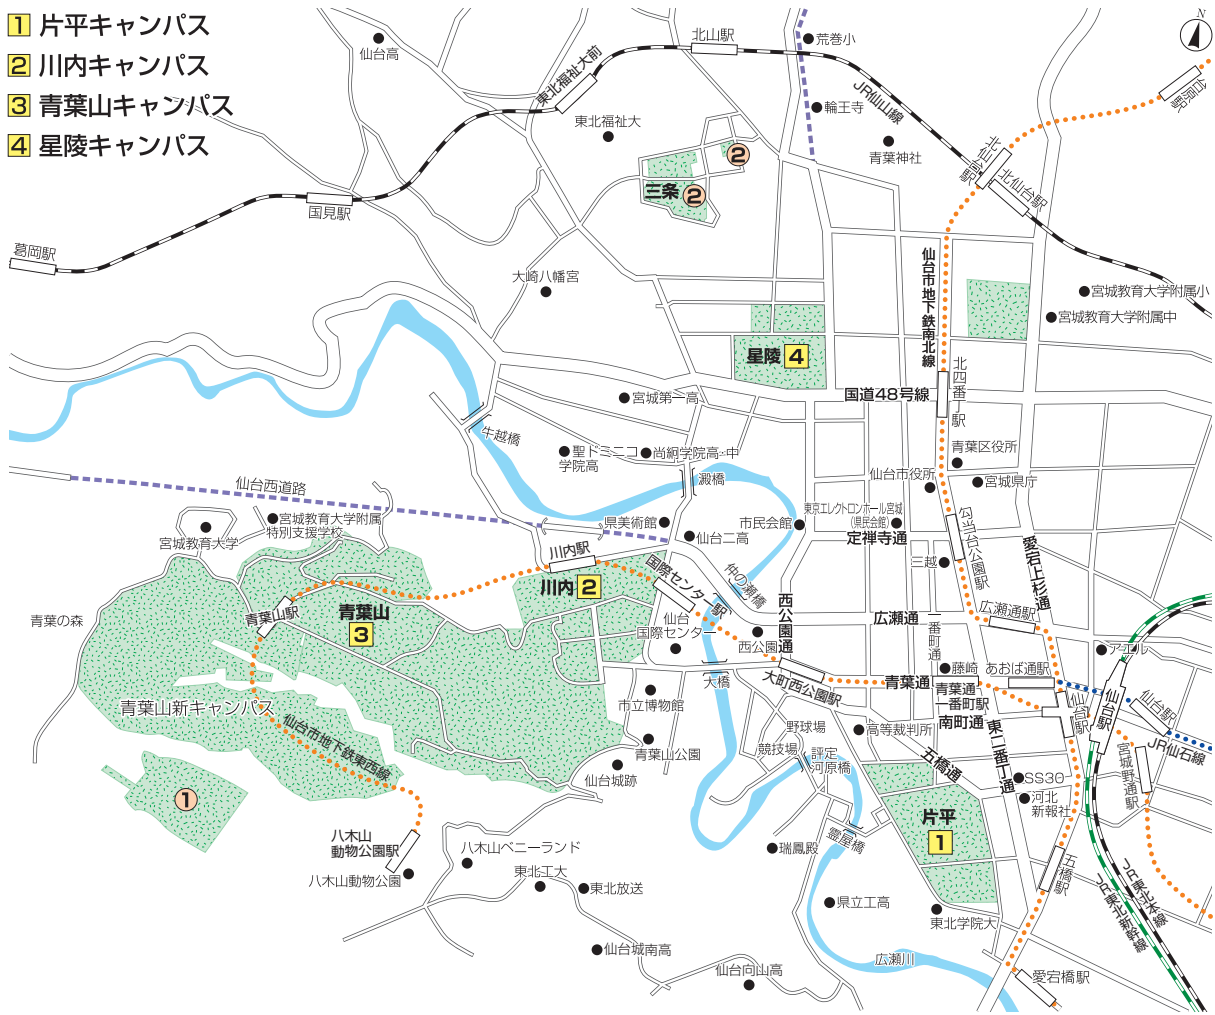 1 片平キャンパス
2 川内キャンパス
3 青葉山キャンパス
4 星陵キャンパス
N
仙台高
北山駅
荒巻小
東北福祉大前
東北福祉大
輪王寺
JR仙山線
青葉神社
台原駅
北仙台駅
北仙台駅
2
三条 2
国見駅
葛岡駅
大崎八幡宮
仙台市地下鉄南北線
宮城教育大学附属小
宮城教育大学附属中
星陵 4
北四番丁駅
国道48号線
宮城第一高
牛越橋
聖ドミニコ
学院高
尚絅学院高・中
澱橋
青葉区役所
仙台市役所
宮城県庁
仙台西道路
宮城教育大学附属
特別支援学校
宮城教育大学
県美術館
仙台二高
市民会館
東京エレクトロンホール宮城
(県民会館)
定禅寺通
勾当台公園駅
愛宕上杉通
三越
川内駅
川内 2
国際センター駅
仲の瀬橋
西公園通
仙台
国際センター
西公園
広瀬通
一番町通
広瀬通駅
青葉の森
青葉山駅
青葉山
3
大橋
大町西公園駅
藤崎
あおば通駅
アエル
青葉通
青葉通
一番町駅
南町通
仙台駅
仙台駅
仙台駅
JR仙石線
青葉山新キャンパス
仙台市地下鉄東西線
市立博物館
青葉山公園
仙台城跡
野球場
競技場
評定
河原橋
高等裁判所
五橋通
東二番丁通
SS30
河北
新報社
宮城野通駅
1
片平
1
八木山
動物公園駅
八木山動物公園
八木山ベニーランド
東北工大
東北放送
瑞鳳殿
霊屋橋
五橋駅
県立工高
東北学院大
JR東北本線
JR東北新幹線
仙台城南高
仙台向山高
広瀬川
愛宕橋駅